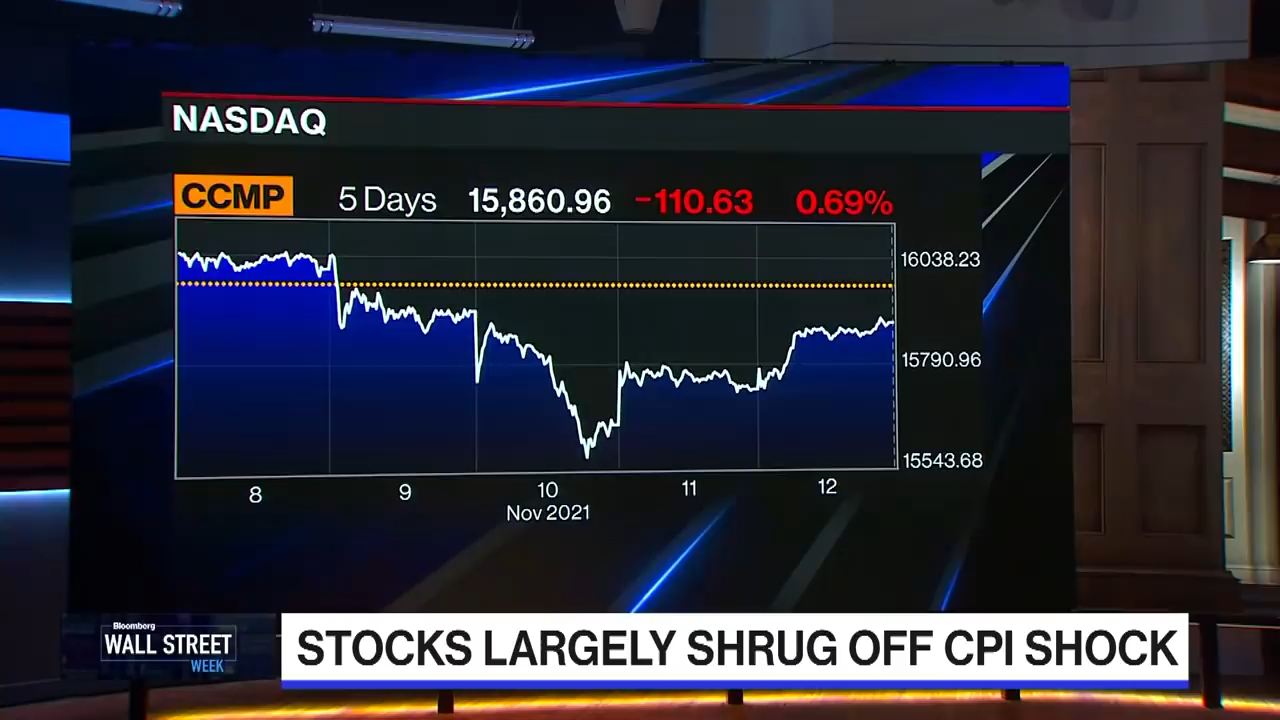 NASDAQ
CCMP 5 Days 15,860.96 -110.63 0.69%
16038.23
15790.96
15543.68
8 9 10 11 12
Nov 2021
Bloomberg
WALL STREET
WEEK
STOCKS LARGELY SHRUG OFF CPI SHOCK